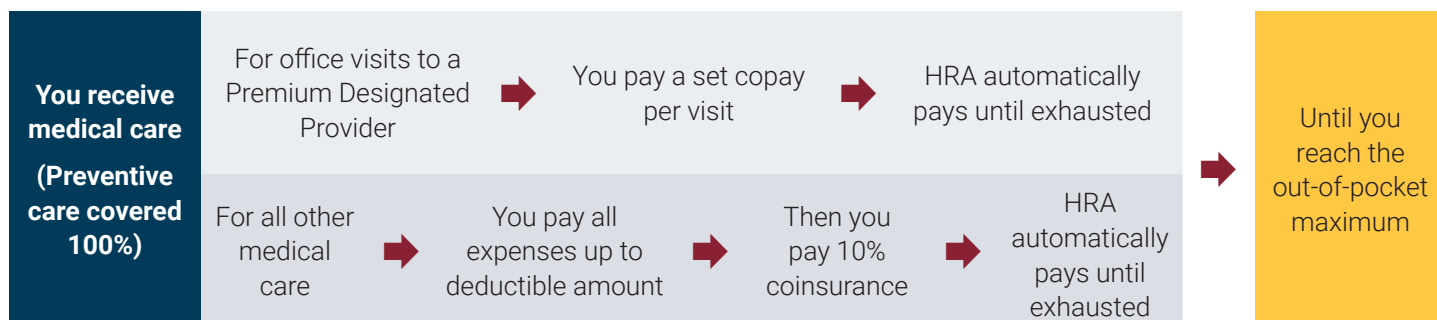 You receive
medical care
(Preventive
care covered
100%)
For office visits to a
Premium Designated
Provider
You pay a set copay
per visit
HRA automatically
pays until exhausted
For all other
medical
care
You pay all
expenses up to
deductible amount
Then you
pay 10%
coinsurance
HRA
automatically
pays until
exhausted
Until you
reach the
out-of-pocket
maximum